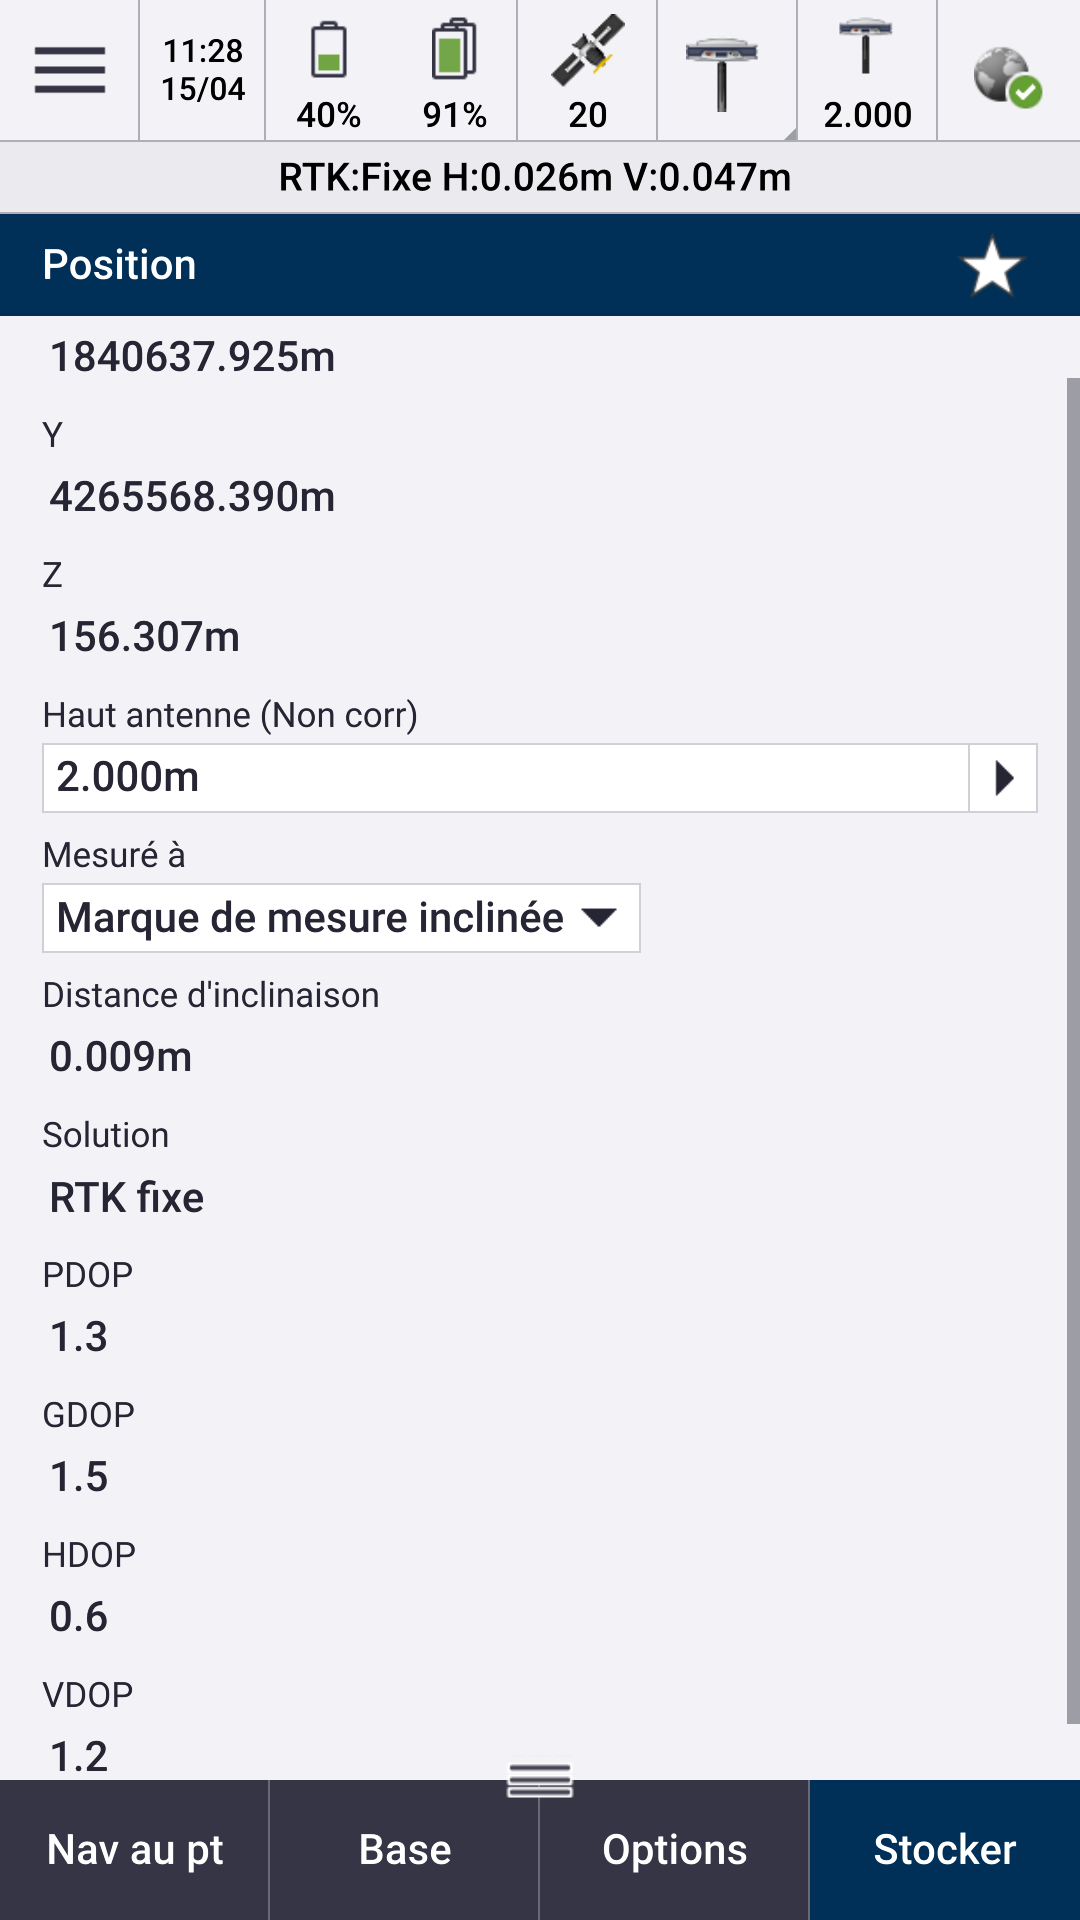 11:28
15/04
40%
91%
20
2.000
RTK:Fixe H:0.026m V:0.047m
Position
1840637.925m
Y
4265568.390m
Z
156.307m
Haut antenne (Non corr)
2.000m
Mesuré à
Marque de mesure inclinée
Distance d'inclinaison
0.009m
Solution
RTK fixe
PDOP
1.3
GDOP
1.5
HDOP
0.6
VDOP
1.2
Nav au pt
Base
Options
Stocker